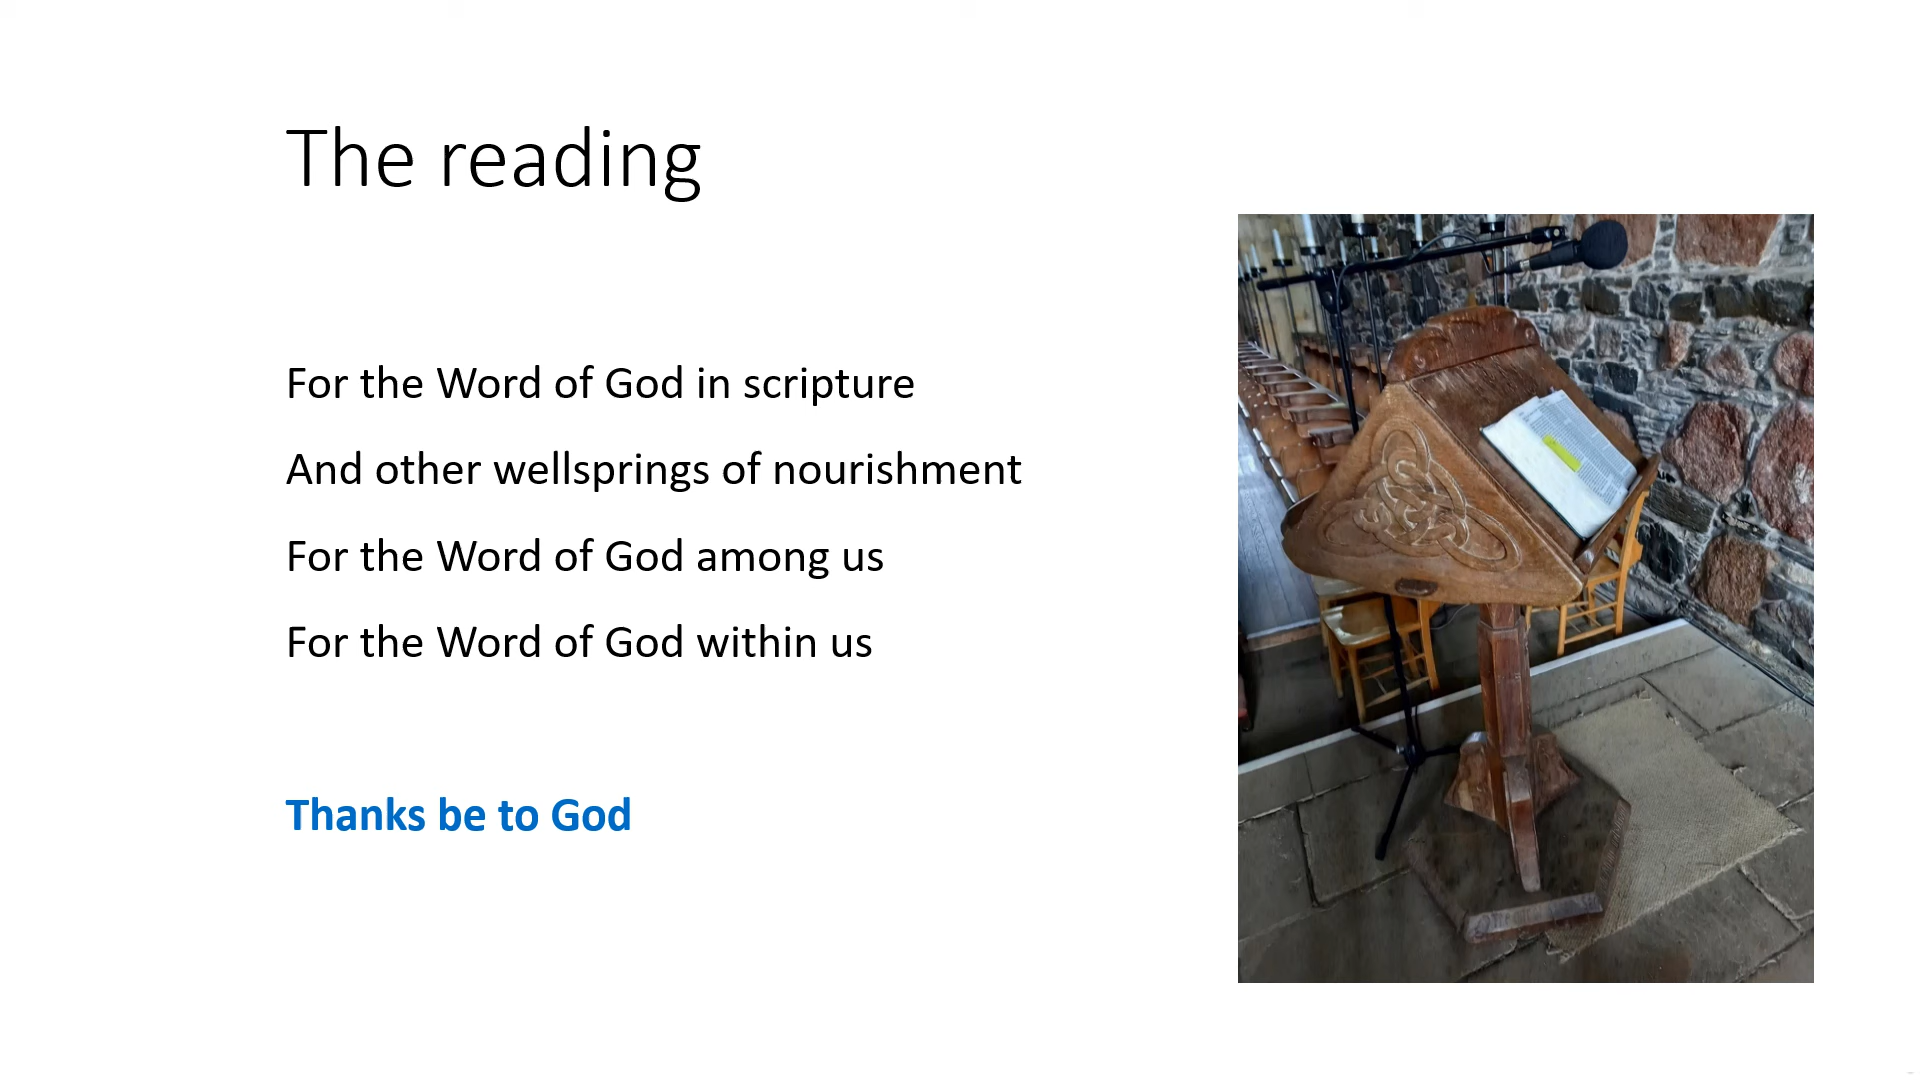 The reading
For the Word of God in scripture
And other wellsprings of nourishment
For the Word of God among us
For the Word of God within us
Thanks be to God